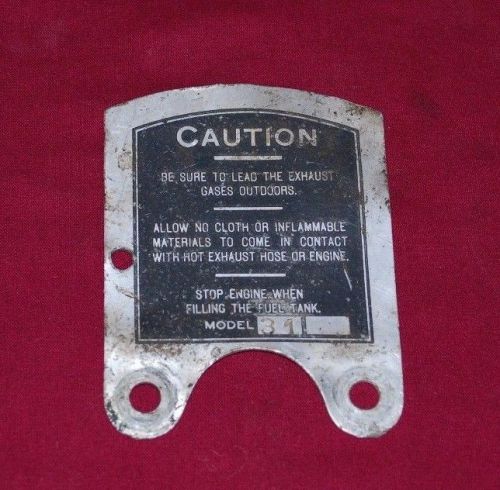 CAUTION
BE SURE TO LEAD THE EXHAUST
GASES OUTDOORS.
ALLOW NO CLOTH OR INFLAMMABLE
MATERIALS TO COME IN CONTACT
WITH HOT EXHAUST HOSE OR ENGINE.
STOP ENGINE WHEN
FILLING THE FUEL TANK.
MODEL 31